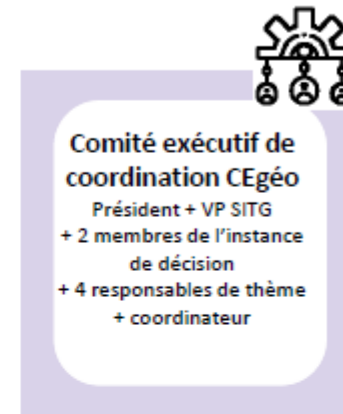 Comité exécutif de
coordination CEgéo
Président + VP SITG
+ 2 membres de l'instance
de décision
+ 4 responsables de thème
+ coordinateur